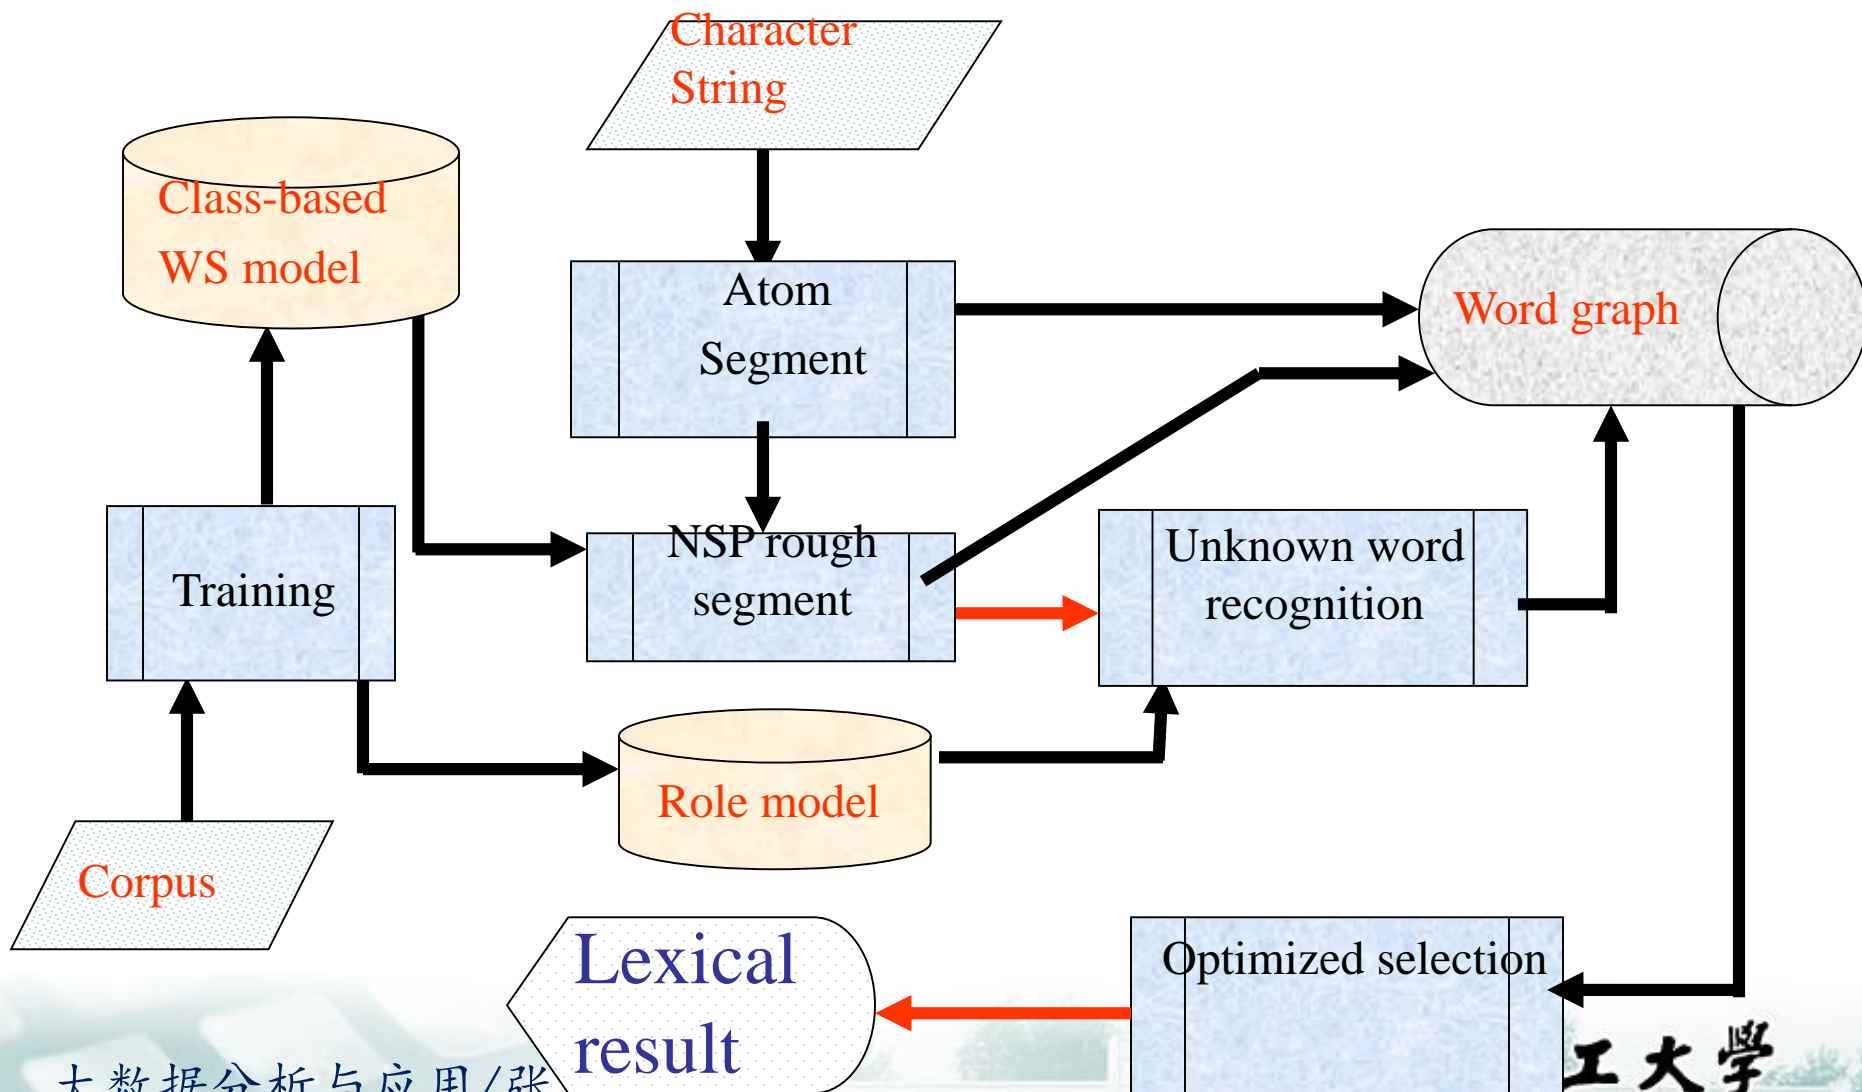 Character
String
Class-based
WS model
Atom
Segment
Word graph
NSP rough
segment
Unknown word
recognition
Training
Role model
Corpus
Lexical
result
Optimized selection
大数据分析与应用/张
工大學